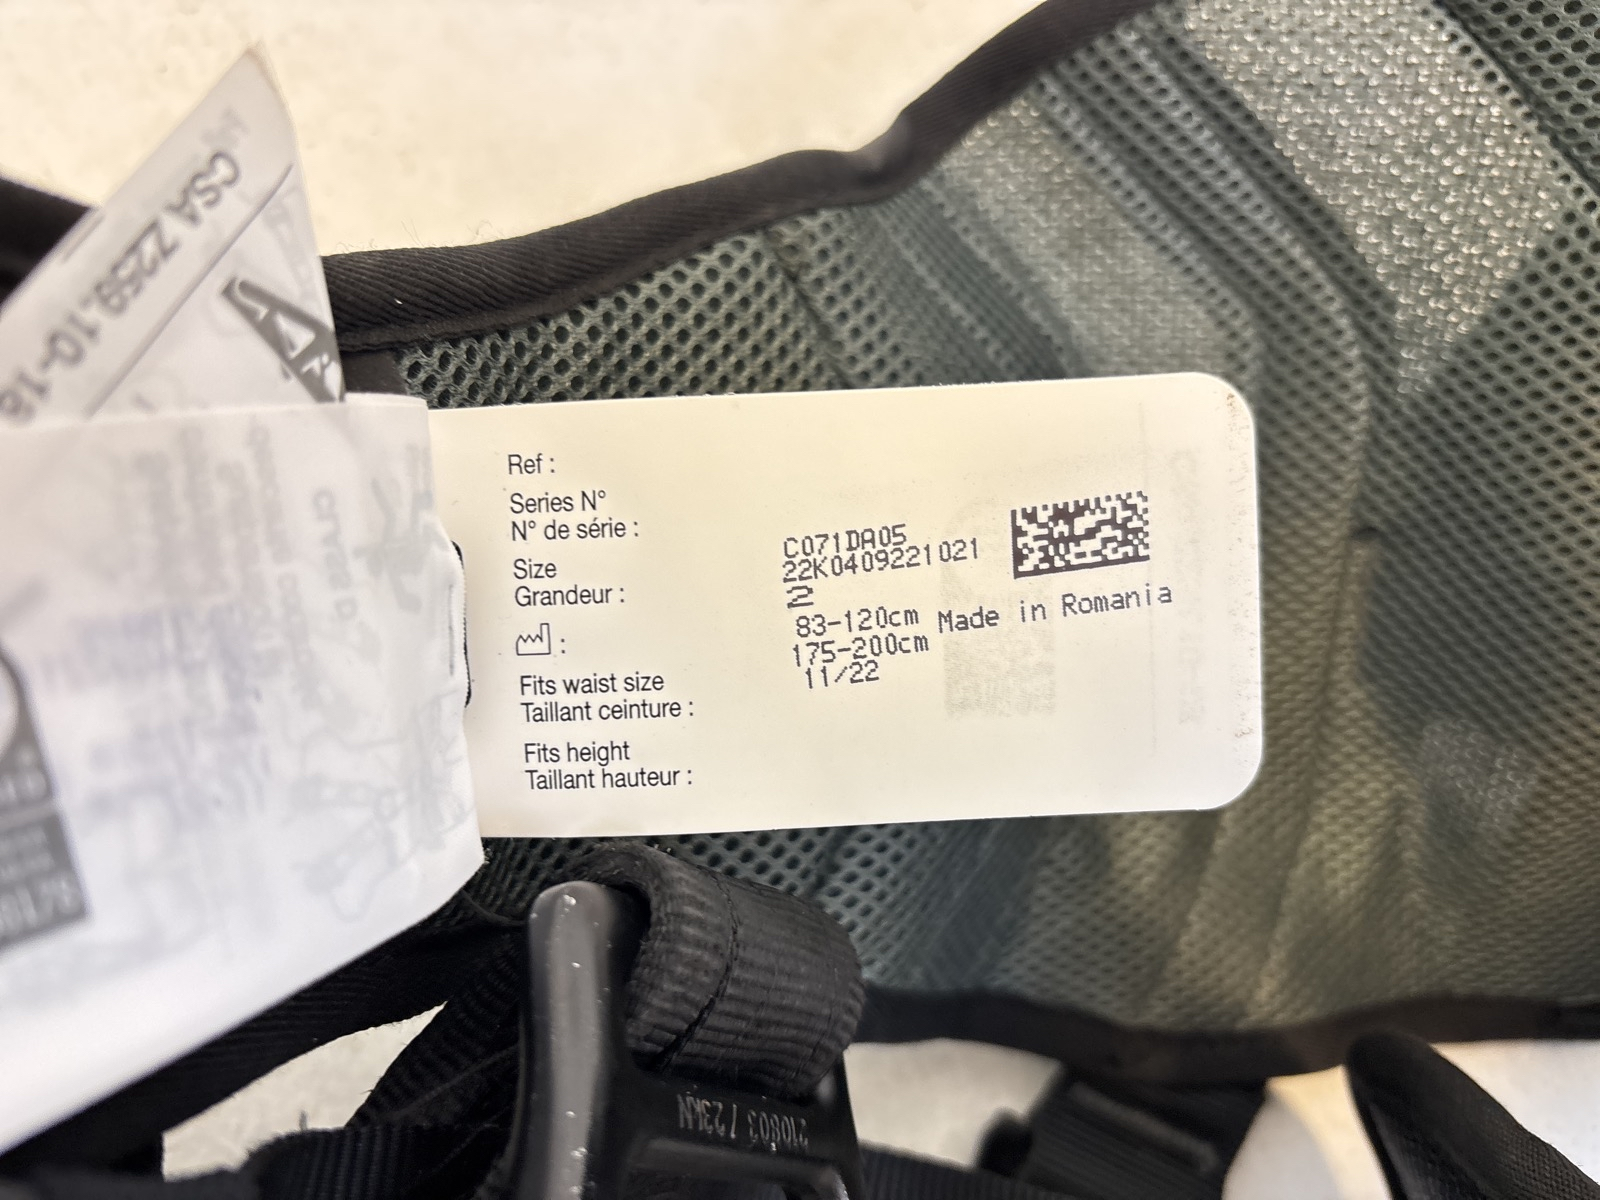 CSA Z259.10-18
Ref :
Series N°
N° de série :
Size
Grandeur :
:
Fits waist size
Taillant ceinture :
Fits height
Taillant hauteur :
C071DA05
22K0409221021
2
83-120cm Made in Romania
175-200cm
11/22
210803 / 23kN